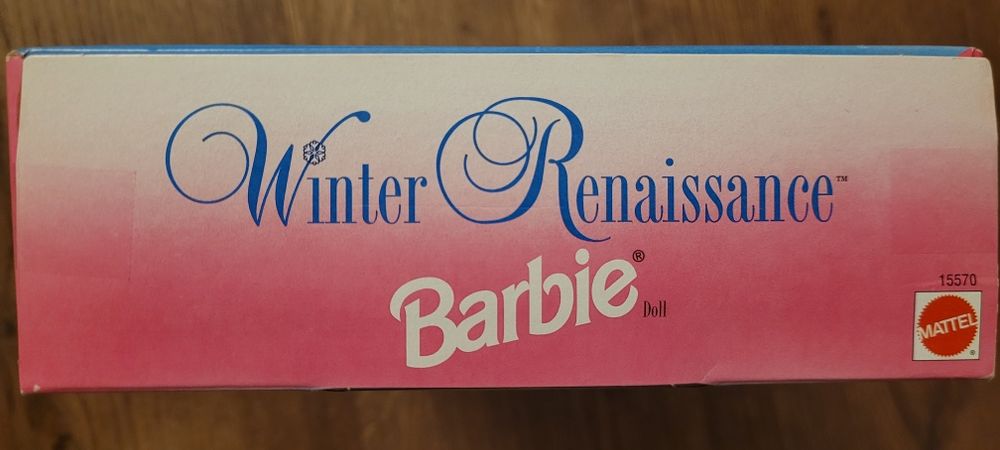 Winter Renaissance™
Barbie®
Doll
15570
MATTEL
®